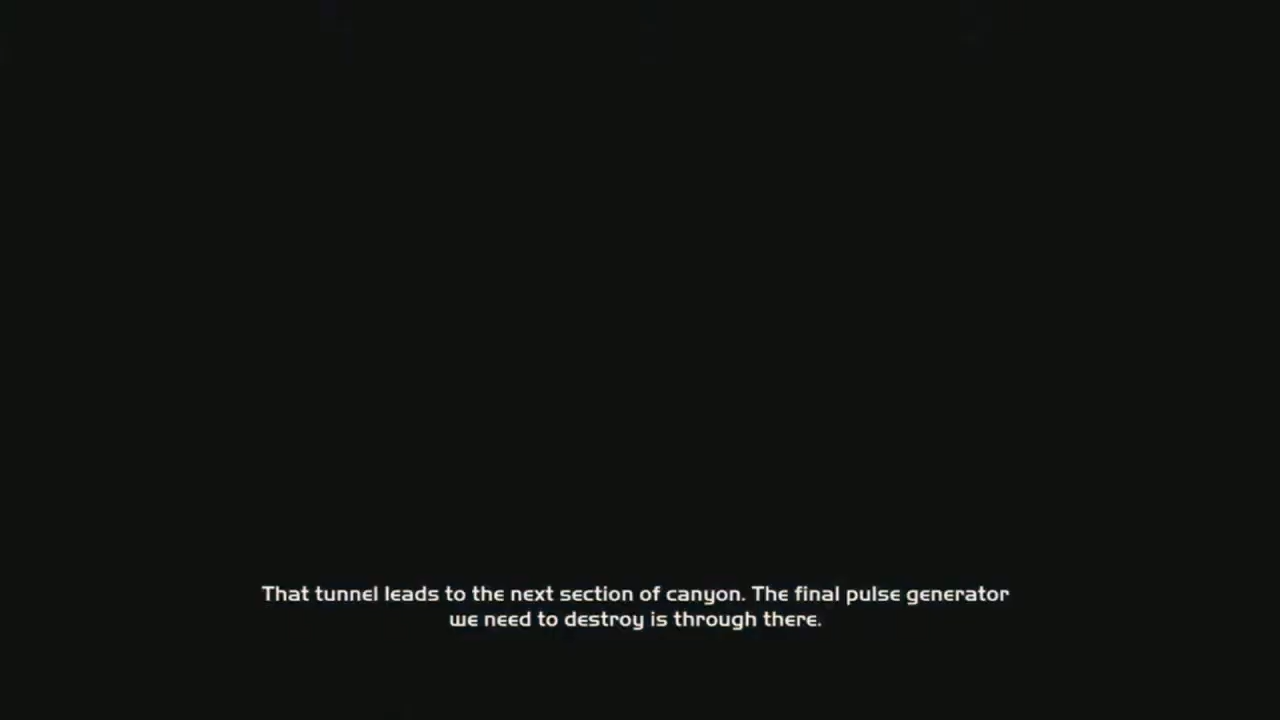 That tunnel leads to the next section of canyon. The final pulse generator
we need to destroy is through there.